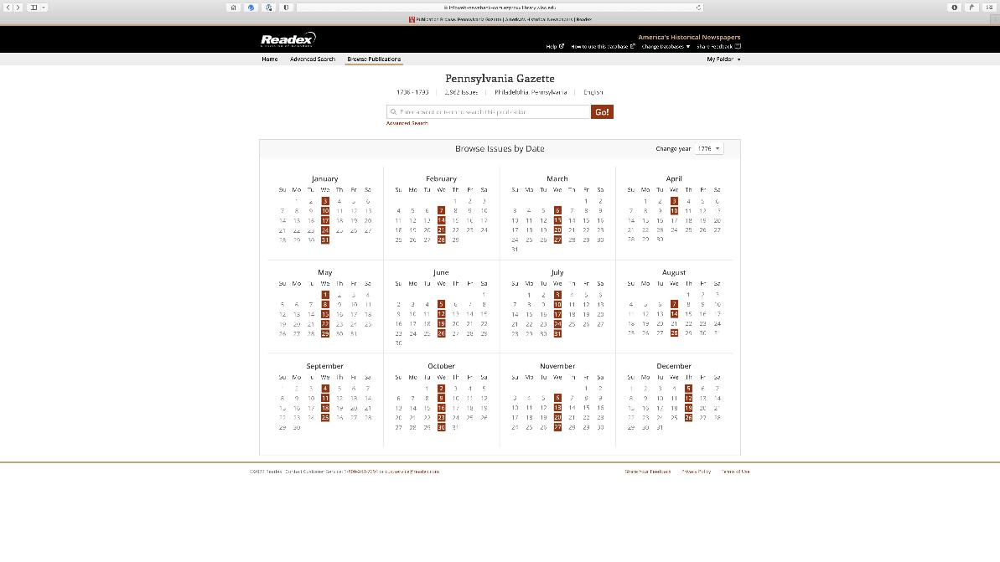 infoweb-newsbank-com.ezproxy.library.wisc.edu
Publication Browse: Pennsylvania Gazette | America's Historical Newspapers | Readex
Readex
America's Historical Newspapers
Help How to use this database Change Databases Share Feedback
Home Advanced Search Browse Publications My Folder
Pennsylvania Gazette
1736 - 1793 | 2,962 Issues | Philadelphia, Pennsylvania | English
Enter a word or term to search this publication Go!
Advanced Search
Browse Issues by Date Change year 1776
January February March April
Su Mo Tu We Th Fr Sa Su Mo Tu We Th Fr Sa Su Mo Tu We Th Fr Sa Su Mo Tu We Th Fr Sa
1 2 3 4 5 6 1 2 3 1 2 1 2 3 4 5 6
7 8 9 10 11 12 13 4 5 6 7 8 9 10 3 4 5 6 7 8 9 7 8 9 10 11 12 13
14 15 16 17 18 19 20 11 12 13 14 15 16 17 10 11 12 13 14 15 16 14 15 16 17 18 19 20
21 22 23 24 25 26 27 18 19 20 21 22 23 24 17 18 19 20 21 22 23 21 22 23 24 25 26 27
28 29 30 31 25 26 27 28 29 24 25 26 27 28 29 30 28 29 30
31
May June July August
Su Mo Tu We Th Fr Sa Su Mo Tu We Th Fr Sa Su Mo Tu We Th Fr Sa Su Mo Tu We Th Fr Sa
1 2 3 4 1 1 2 3 4 5 6 1 2 3
5 6 7 8 9 10 11 2 3 4 5 6 7 8 7 8 9 10 11 12 13 4 5 6 7 8 9 10
12 13 14 15 16 17 18 9 10 11 12 13 14 15 14 15 16 17 18 19 20 11 12 13 14 15 16 17
19 20 21 22 23 24 25 16 17 18 19 20 21 22 21 22 23 24 25 26 27 18 19 20 21 22 23 24
26 27 28 29 30 31 23 24 25 26 27 28 29 28 29 30 31 25 26 27 28 29 30 31
30
September October November December
Su Mo Tu We Th Fr Sa Su Mo Tu We Th Fr Sa Su Mo Tu We Th Fr Sa Su Mo Tu We Th Fr Sa
2 3 4 5 6 7 1 2 3 4 5 1 2 1 2 3 4 5 6 7
8 9 10 11 12 13 14 6 7 8 9 10 11 12 3 4 5 6 7 8 9 8 9 10 11 12 13 14
15 16 17 18 19 20 21 13 14 15 16 17 18 19 10 11 12 13 14 15 16 15 16 17 18 19 20 21
22 23 24 25 26 27 28 20 21 22 23 24 25 26 17 18 19 20 21 22 23 22 23 24 25 26 27 28
29 30 27 28 29 30 31 24 25 26 27 28 29 30 29 30 31
©2023 Readex Contact Customer Service: 1-800-243-7694 or custservice@readex.com Share Your Feedback Privacy Policy Terms of Use